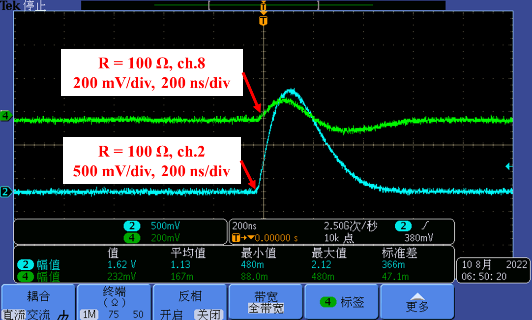 Tek 停止
T
R = 100 Ω, ch.8
200 mV/div, 200 ns/div
4
R = 100 Ω, ch.2
500 mV/div, 200 ns/div
2
2 500mV
4 200mV
200ns 2.50G次/秒 2
T→▼0.00000 s 10k 点 380mV
值 平均值 最小值 最大值 标准差
2 幅值 1.62 V 1.13 480m 2.12 366m
4 幅值 232mV 167m 88.0m 480m 47.1m
10 8月 2022
06:50:20
耦合 终端 反相 带宽 4 标签 更多
(Ω) 全带宽
直流 交流 1M 75 50 开启 关闭